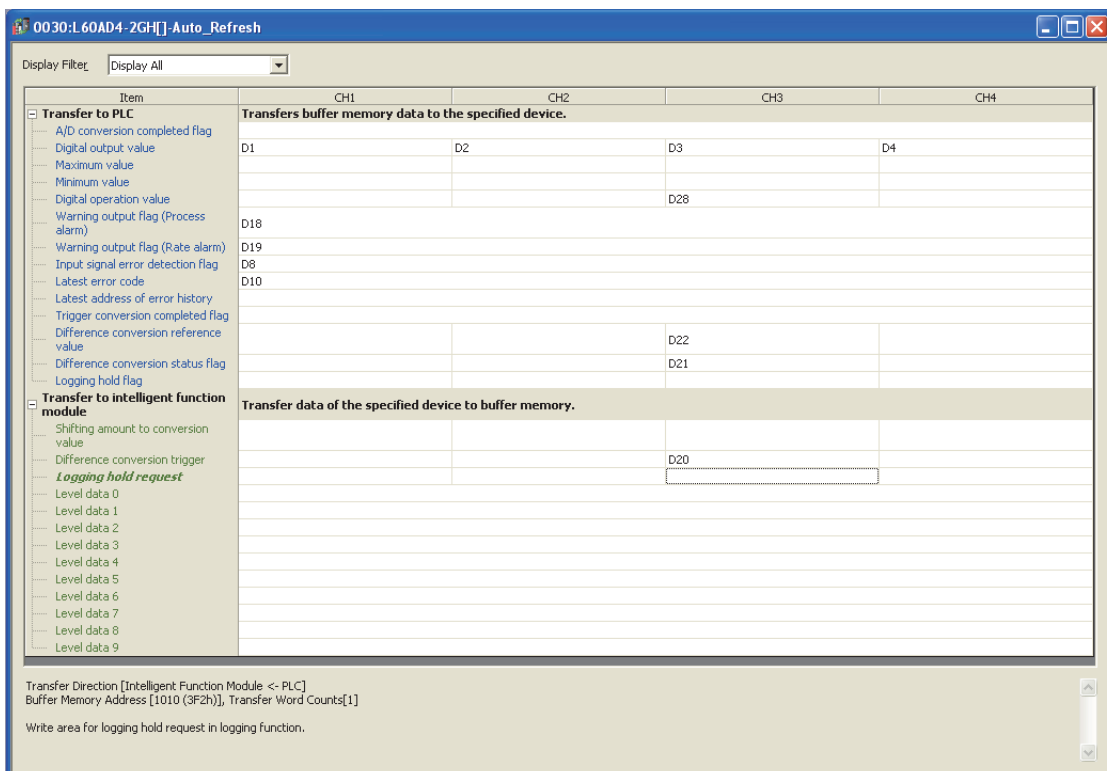 0030:L60AD4-2GH[]-Auto_Refresh
Display Filter Display All
Item CH1 CH2 CH3 CH4
Transfer to PLC Transfers buffer memory data to the specified device.
A/D conversion completed flag
Digital output value D1 D2 D3 D4
Maximum value
Minimum value
Digital operation value D28
Warning output flag (Process
alarm) D18
Warning output flag (Rate alarm) D19
Input signal error detection flag D8
Latest error code D10
Latest address of error history
Trigger conversion completed flag
Difference conversion reference
value D22
Difference conversion status flag D21
Logging hold flag
Transfer to intelligent function
module Transfer data of the specified device to buffer memory.
Shifting amount to conversion
value
Difference conversion trigger D20
Logging hold request
Level data 0
Level data 1
Level data 2
Level data 3
Level data 4
Level data 5
Level data 6
Level data 7
Level data 8
Level data 9
Transfer Direction [Intelligent Function Module <- PLC]
Buffer Memory Address [1010 (3F2h)], Transfer Word Counts[1]
Write area for logging hold request in logging function.